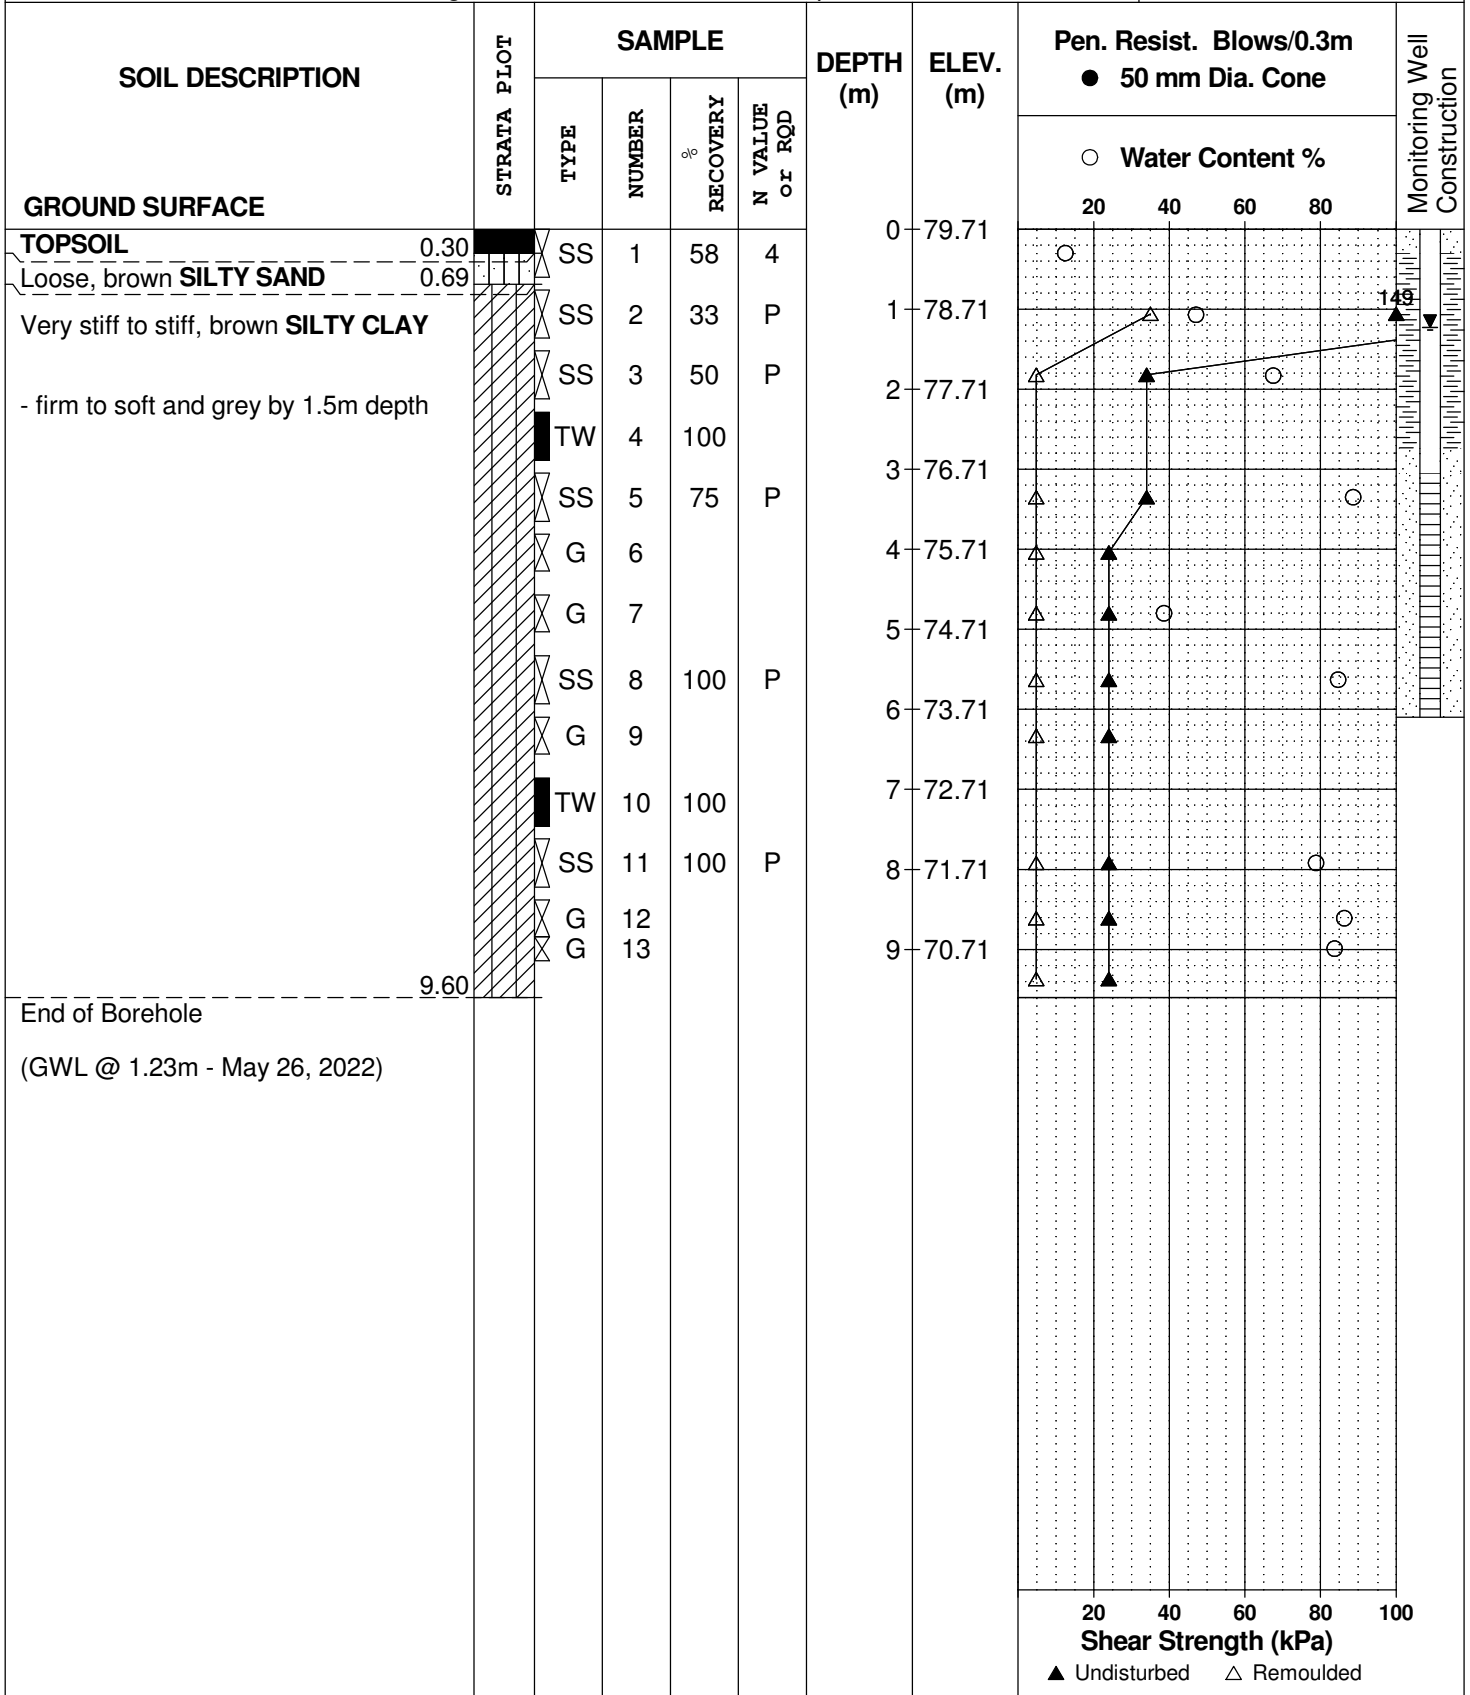 SOIL DESCRIPTION
GROUND SURFACE
STRATA PLOT
SAMPLE
TYPE
NUMBER
% RECOVERY
N VALUE or RQD
DEPTH (m)
ELEV. (m)
Pen. Resist. Blows/0.3m
● 50 mm Dia. Cone
○ Water Content %
20 40 60 80
Monitoring Well Construction
TOPSOIL 0.30
Loose, brown SILTY SAND 0.69
Very stiff to stiff, brown SILTY CLAY
- firm to soft and grey by 1.5m depth
9.60
End of Borehole
(GWL @ 1.23m - May 26, 2022)
SS 1 58 4
SS 2 33 P
SS 3 50 P
TW 4 100
SS 5 75 P
G 6
G 7
SS 8 100 P
G 9
TW 10 100
SS 11 100 P
G 12
G 13
0 79.71
1 78.71
2 77.71
3 76.71
4 75.71
5 74.71
6 73.71
7 72.71
8 71.71
9 70.71
149
20 40 60 80 100
Shear Strength (kPa)
▲ Undisturbed △ Remoulded